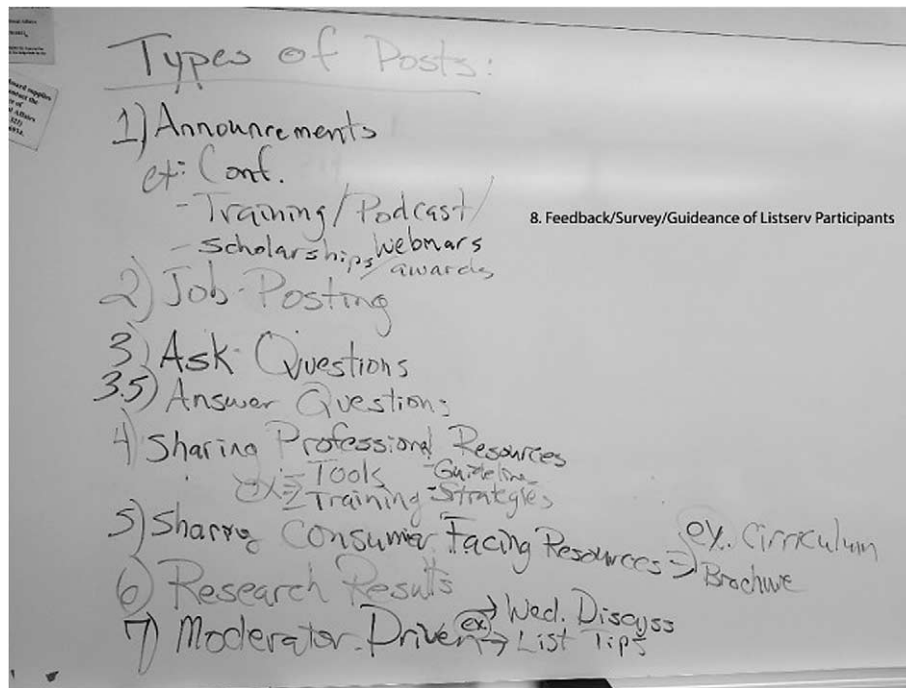 Types of Posts:
1) Announcements
ex: Conf.
- Training/Podcast/
Webinars
- Scholarships/awards
8. Feedback/Survey/Guideance of Listserv Participants
2) Job-Posting
3) Ask Questions
3.5) Answer Questions
4) Sharing Professional Resources
ex: - Tools - Guidelines
- Training - Strategies
5) Sharing Consumer Facing Resources → ex. Cirriculum
Brochure
6) Research Results
7) Moderator-Driven ex → Wed. Discuss
→ List Tips